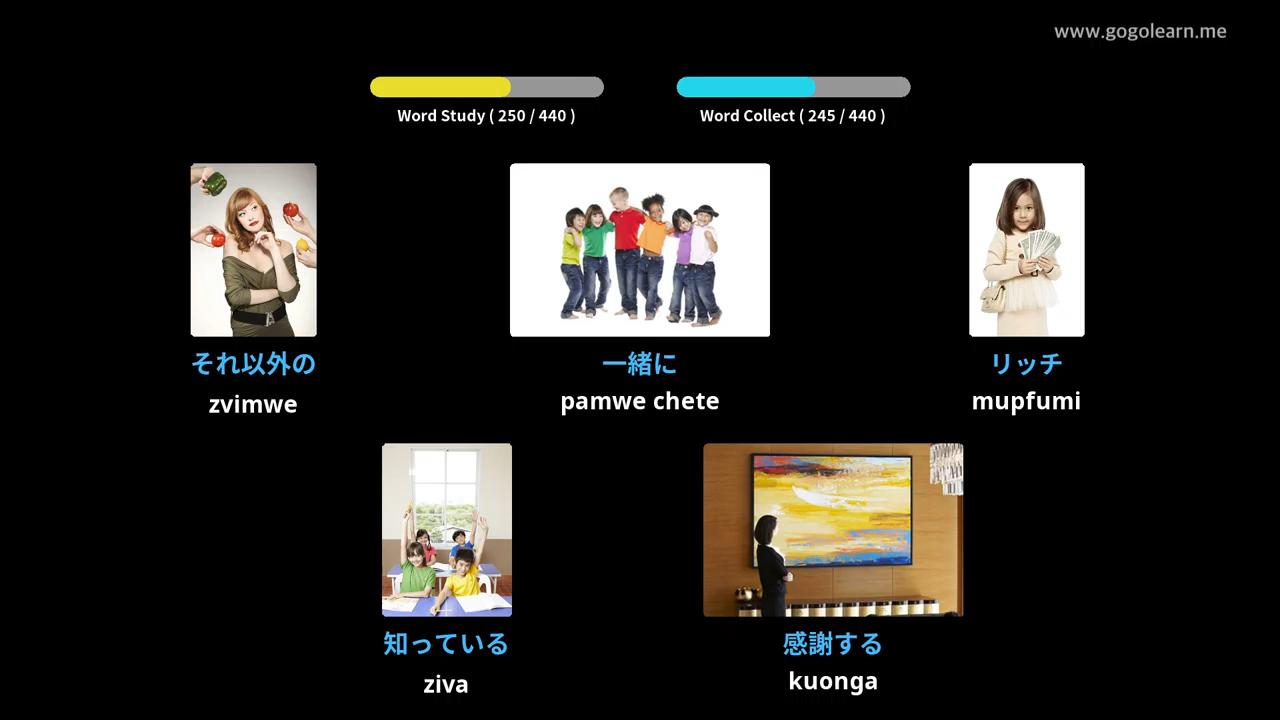 www.gogolearn.me
Word Study ( 250 / 440 )
Word Collect ( 245 / 440 )
それ以外の
zvimwe
一緒に
pamwe chete
リッチ
mupfumi
知っている
ziva
感謝する
kuonga